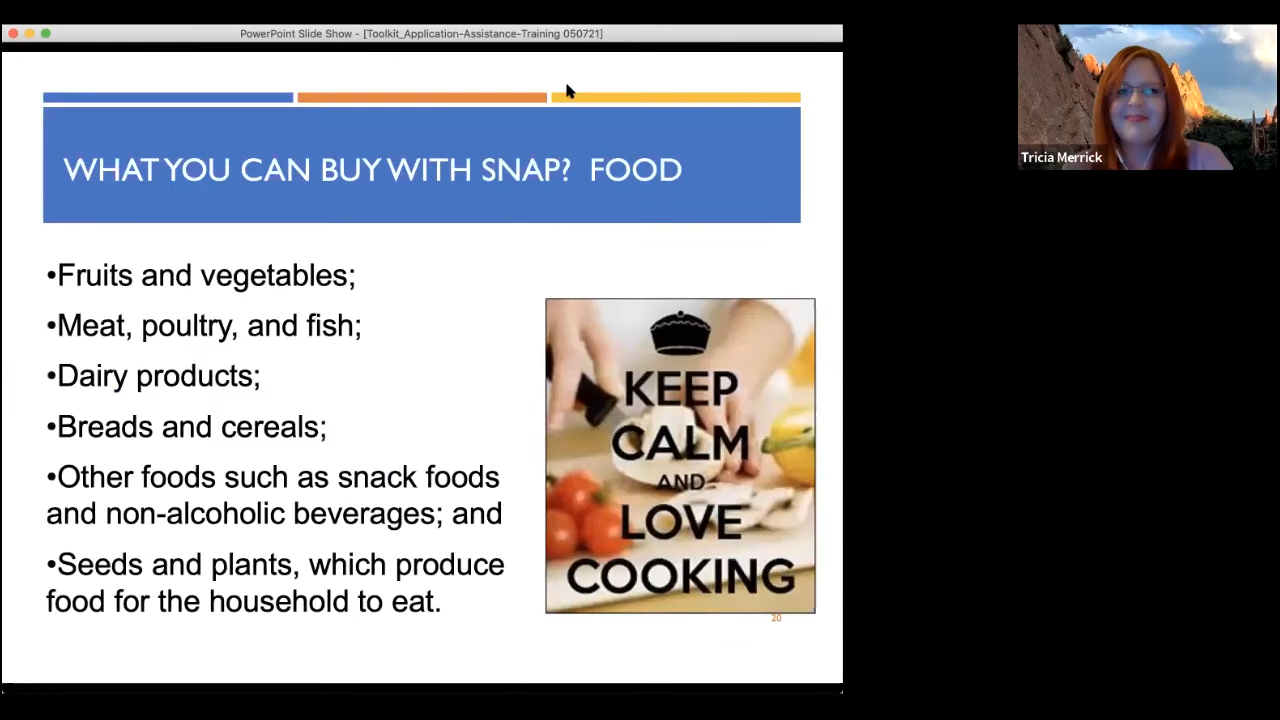 PowerPoint Slide Show - [Toolkit_Application-Assistance-Training 050721]
WHAT YOU CAN BUY WITH SNAP? FOOD
•Fruits and vegetables;
•Meat, poultry, and fish;
•Dairy products;
•Breads and cereals;
•Other foods such as snack foods
and non-alcoholic beverages; and
•Seeds and plants, which produce
food for the household to eat.
KEEP
CALM
AND
LOVE
COOKING
20
Tricia Merrick